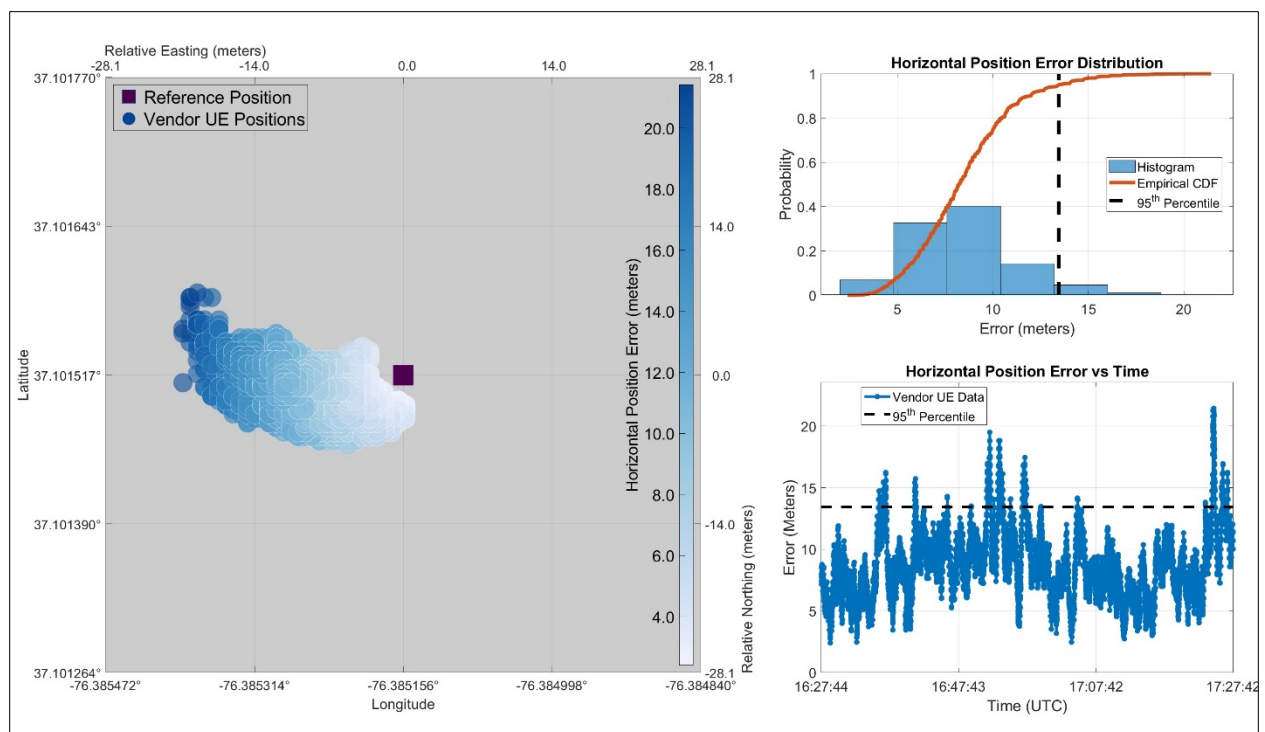 Relative Easting (meters)
-28.1 -14.0 0.0 14.0 28.1
37.101770° 28.1
Reference Position
Vendor UE Positions
20.0
18.0
37.101643° 16.0 14.0
14.0
Latitude
37.101517° 12.0 0.0
Horizontal Position Error (meters)
10.0
8.0
37.101390° -14.0
6.0
4.0
Relative Northing (meters)
37.101264° -28.1
-76.385472° -76.385314° -76.385156° -76.384998° -76.384840°
Longitude
Horizontal Position Error Distribution
1
0.8
0.6
0.4
0.2
0
Probability
Histogram
Empirical CDF
95th Percentile
5 10 15 20
Error (meters)
Horizontal Position Error vs Time
Vendor UE Data
95th Percentile
20
15
10
5
0
Error (Meters)
16:27:44 16:47:43 17:07:42 17:27:42
Time (UTC)